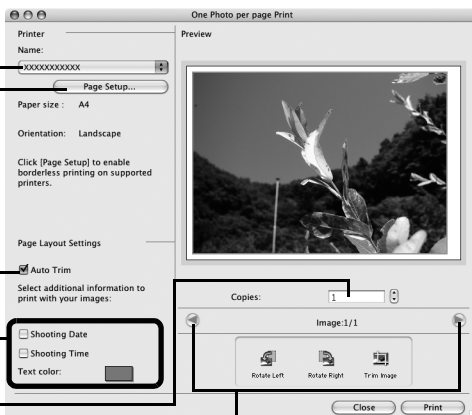 One Photo per page Print
Printer
Name:
XXXXXXXXXXX
Page Setup...
Paper size : A4
Orientation: Landscape
Click [Page Setup] to enable
borderless printing on supported
printers.
Page Layout Settings
Auto Trim
Select additional information to
print with your images:
Shooting Date
Shooting Time
Text color:
Preview
Copies: 1
Image:1/1
Rotate Left Rotate Right Trim Image
Close Print